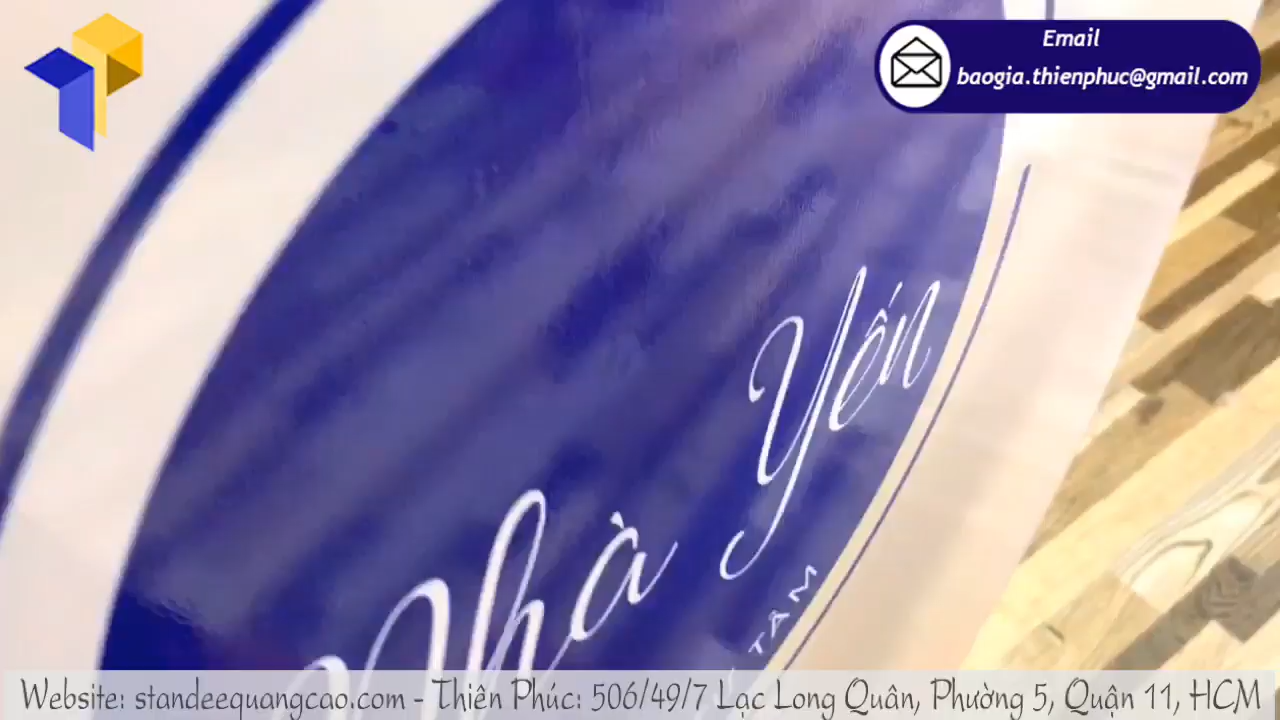 Email
baogia.thienphuc@gmail.com
Nhà Yến
TÂM
Website: standeequangcao.com - Thiên Phúc: 506/49/7 Lạc Long Quân, Phường 5, Quận 11, HCM